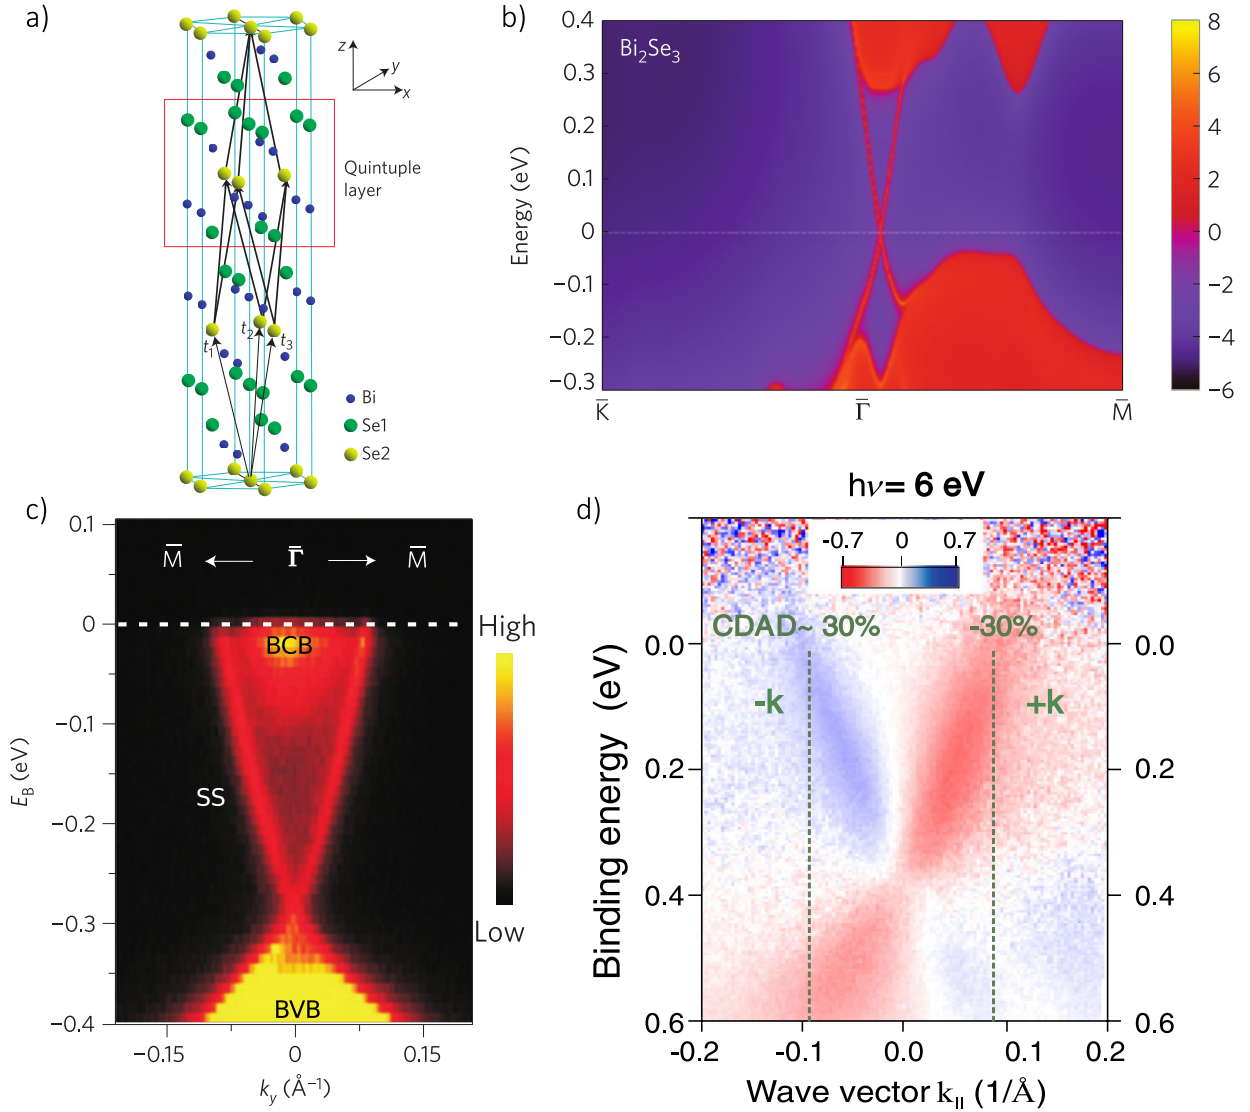 a)
z
y
x
Quintuple
layer
t1
t2
t3
Bi
Se1
Se2
b)
Bi2Se3
Energy (eV)
0.4
0.3
0.2
0.1
0
−0.1
−0.2
−0.3
K̅
Γ̅
M̅
8
6
4
2
0
−2
−4
−6
c)
M̅ ← Γ̅ → M̅
0.1
0
−0.1
−0.2
−0.3
−0.4
EB (eV)
BCB
SS
BVB
−0.15
0
0.15
ky (Å−1)
High
Low
hν= 6 eV
d)
-0.7 0 0.7
CDAD~ 30% -30%
-k +k
Binding energy (eV)
0.0
0.2
0.4
0.6
0.0
0.2
0.4
0.6
-0.2 -0.1 0.0 0.1 0.2
Wave vector k|| (1/Å)